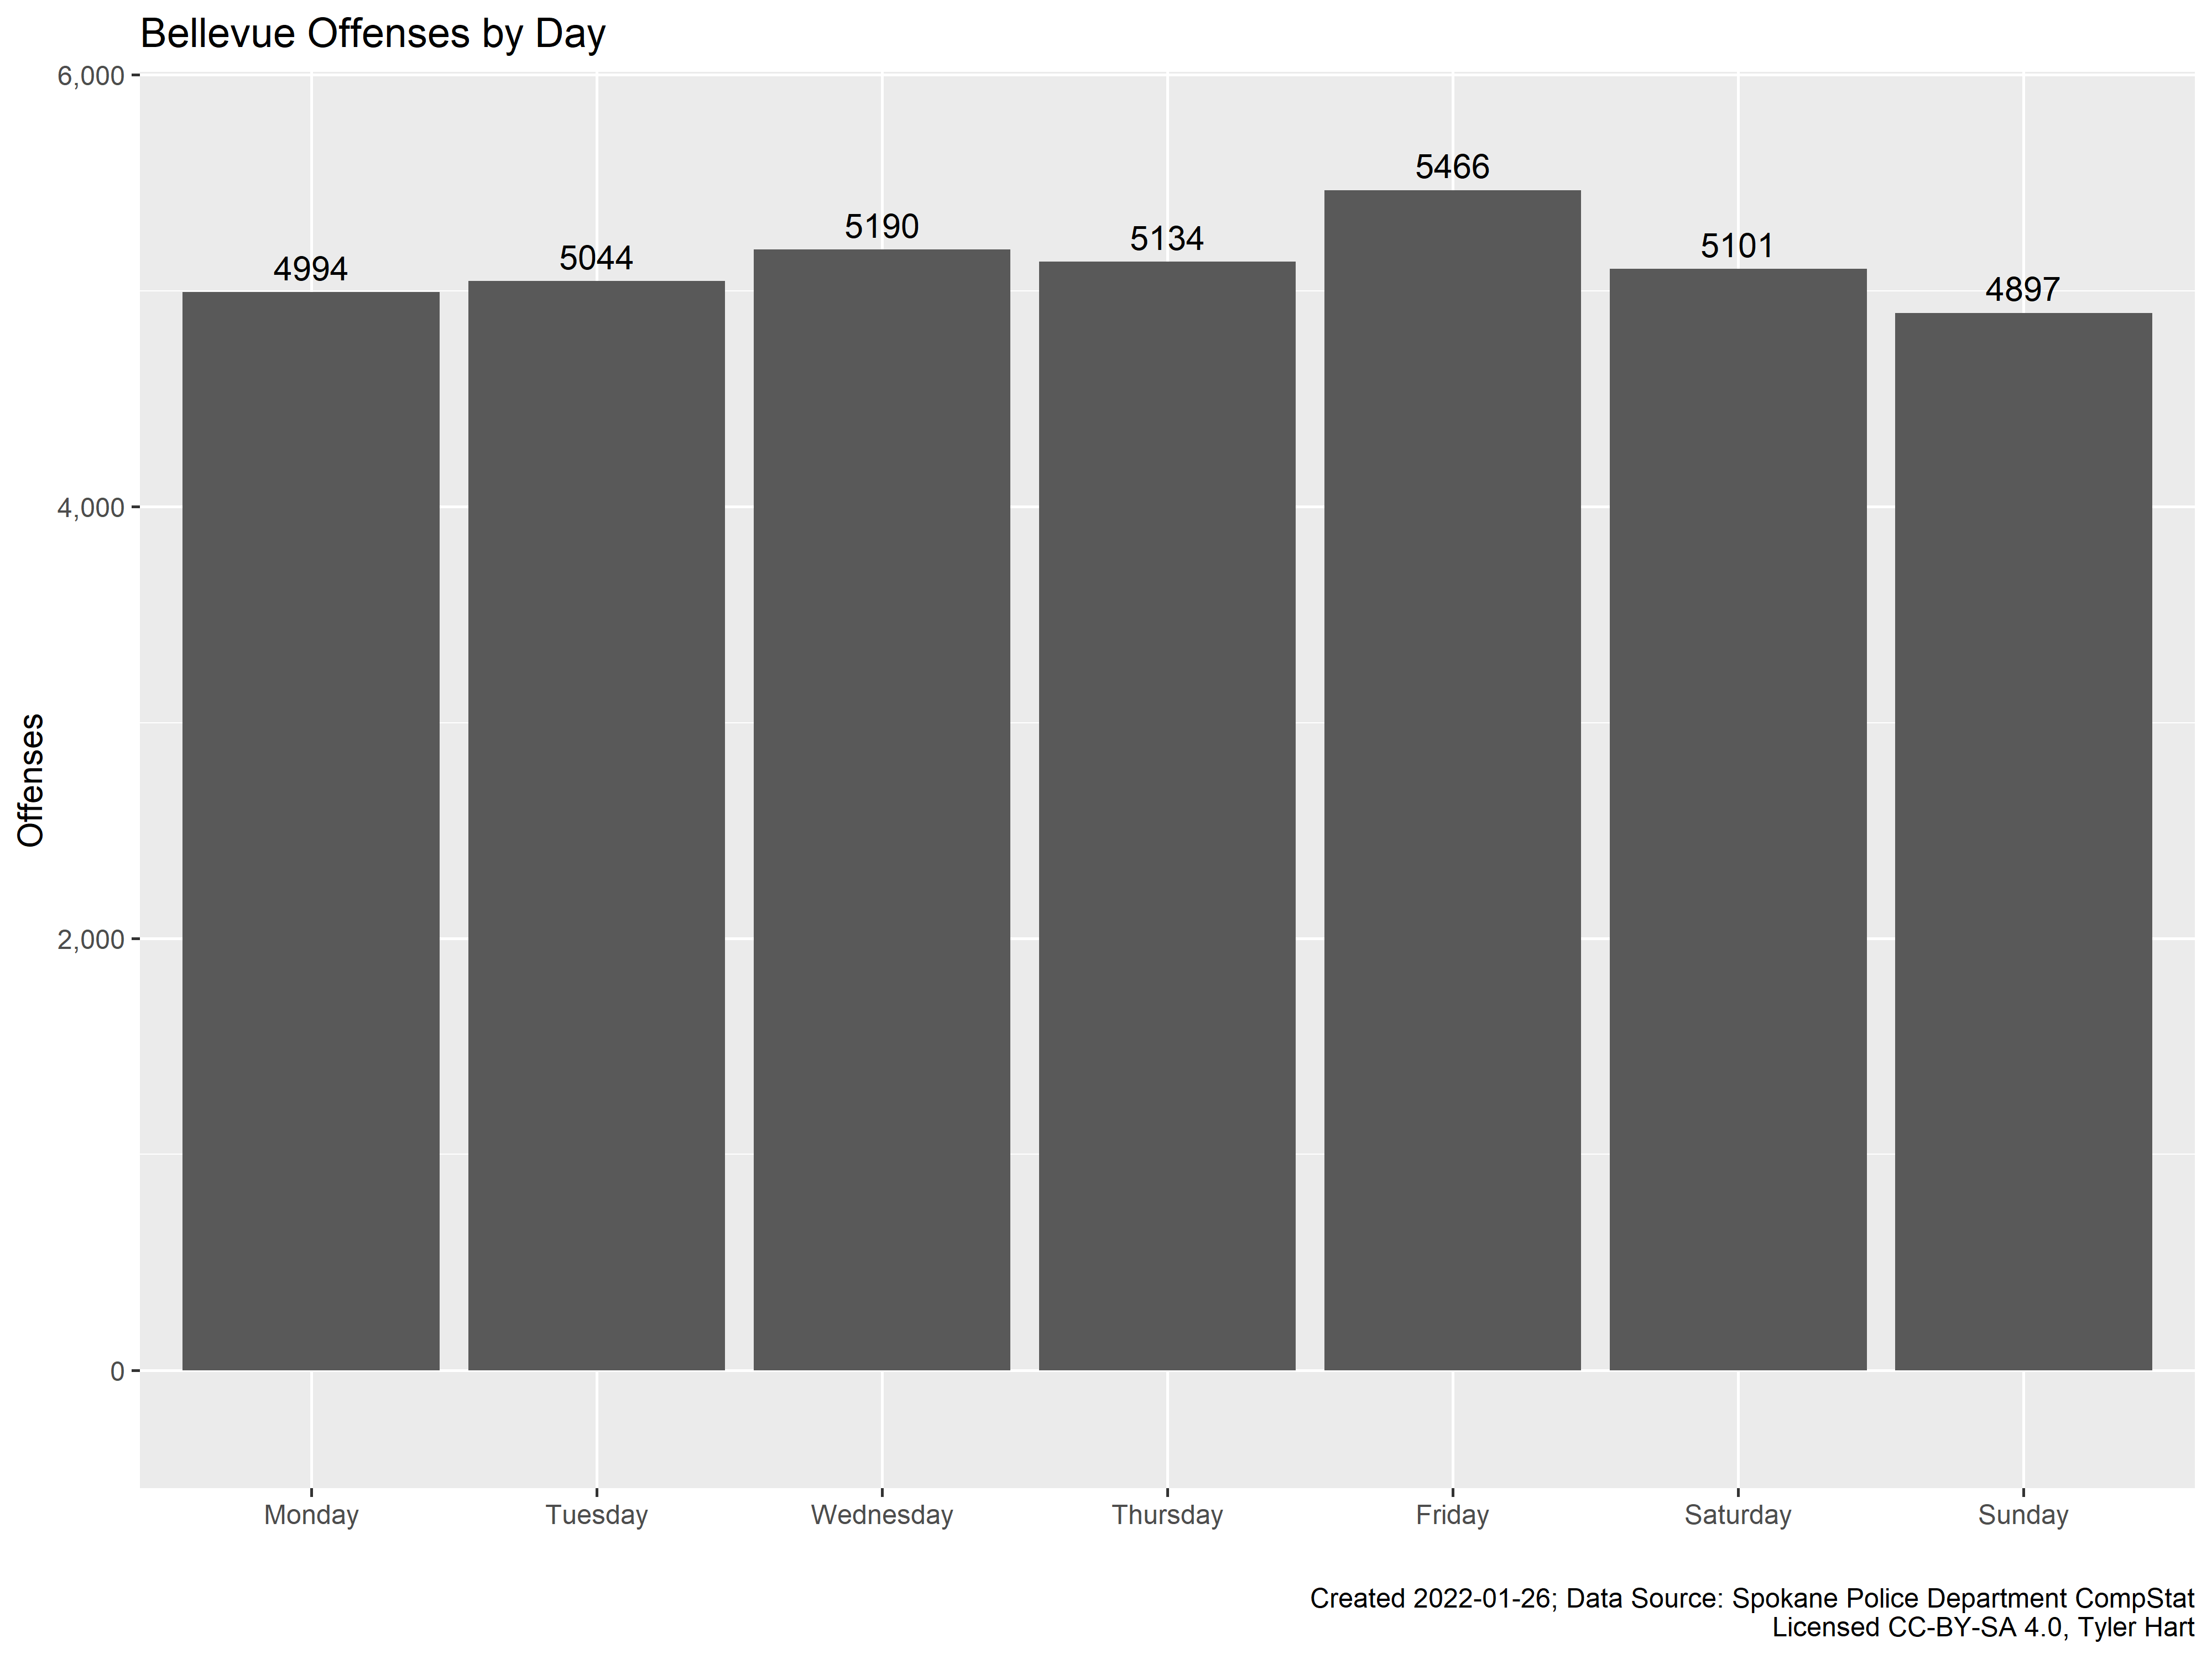 Bellevue Offenses by Day
6,000
4,000
2,000
0
Offenses
4994
5044
5190
5134
5466
5101
4897
Monday
Tuesday
Wednesday
Thursday
Friday
Saturday
Sunday
Created 2022-01-26; Data Source: Spokane Police Department CompStat
Licensed CC-BY-SA 4.0, Tyler Hart